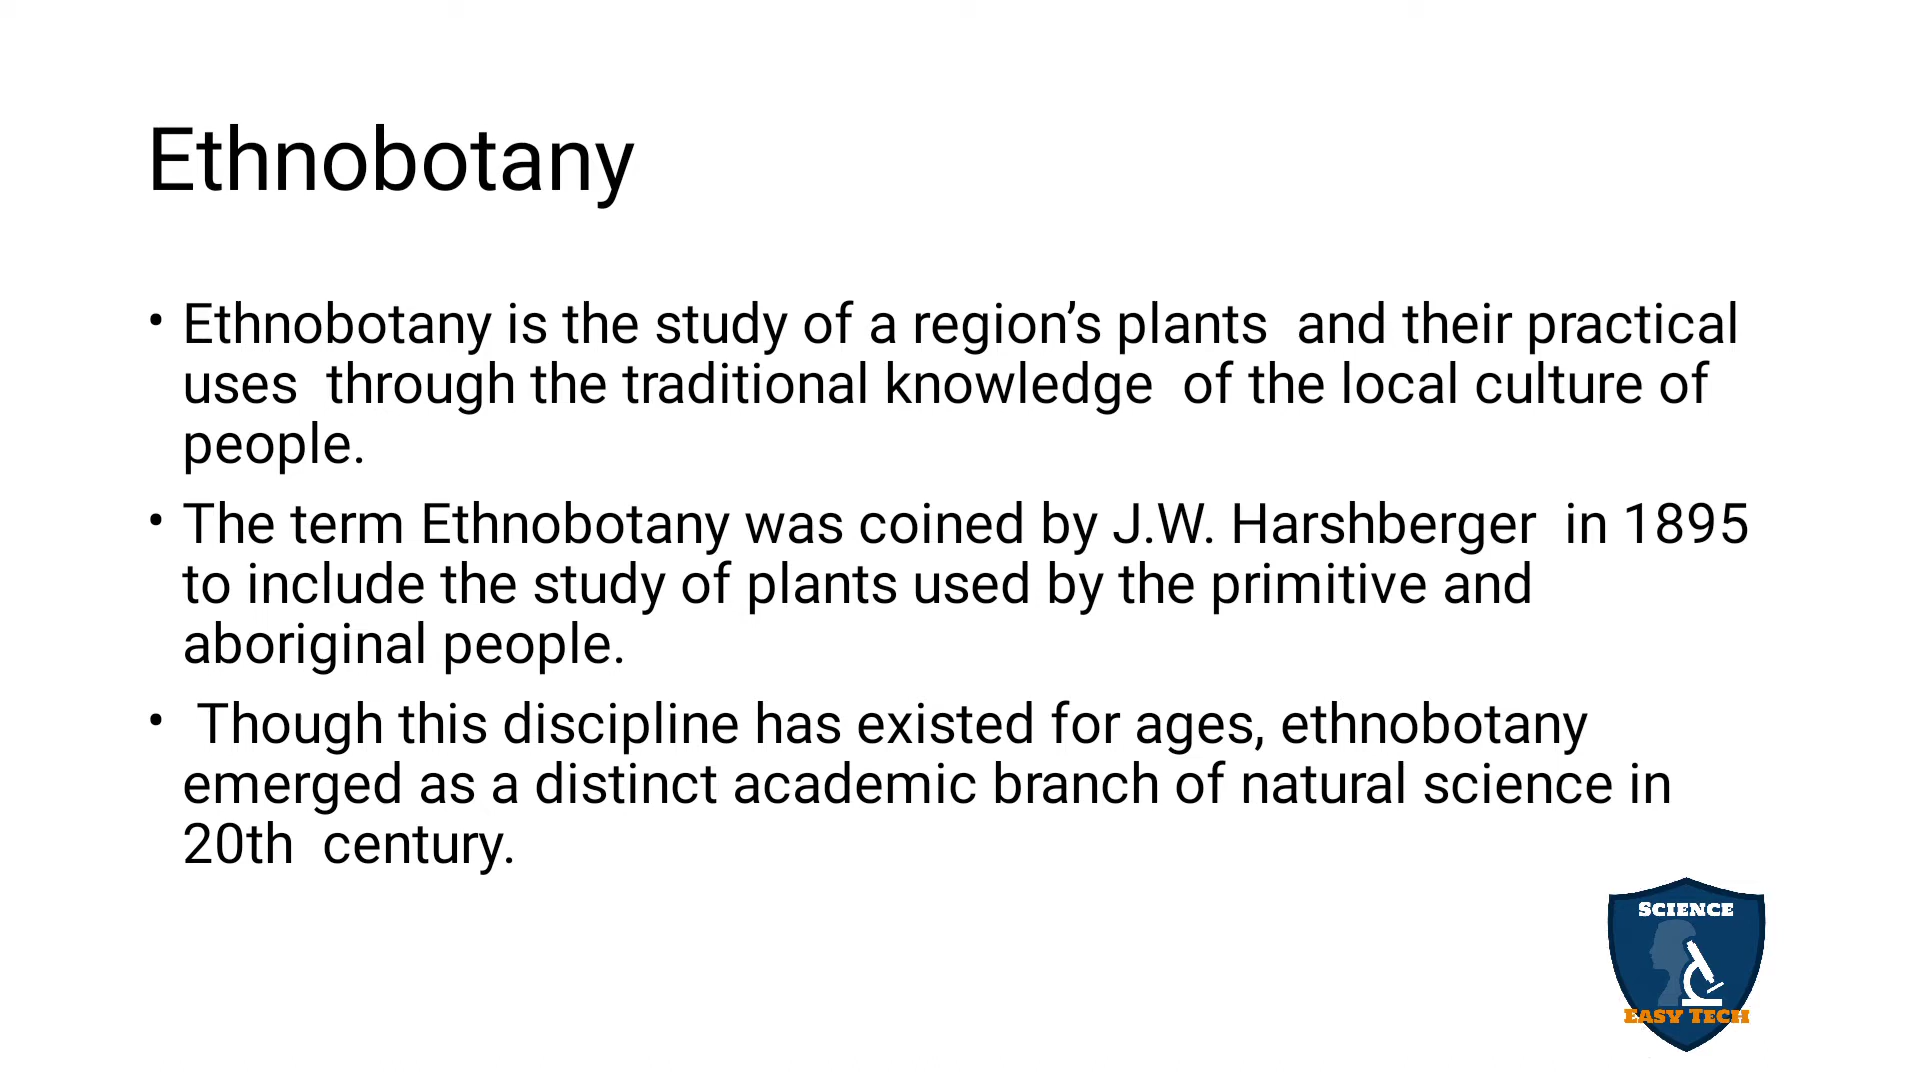 Ethnobotany
• Ethnobotany is the study of a region’s plants  and their practical
uses  through the traditional knowledge  of the local culture of
people.
• The term Ethnobotany was coined by J.W. Harshberger  in 1895
to include the study of plants used by the primitive and
aboriginal people.
•  Though this discipline has existed for ages, ethnobotany
emerged as a distinct academic branch of natural science in
20th  century.
SCIENCE
EASY TECH